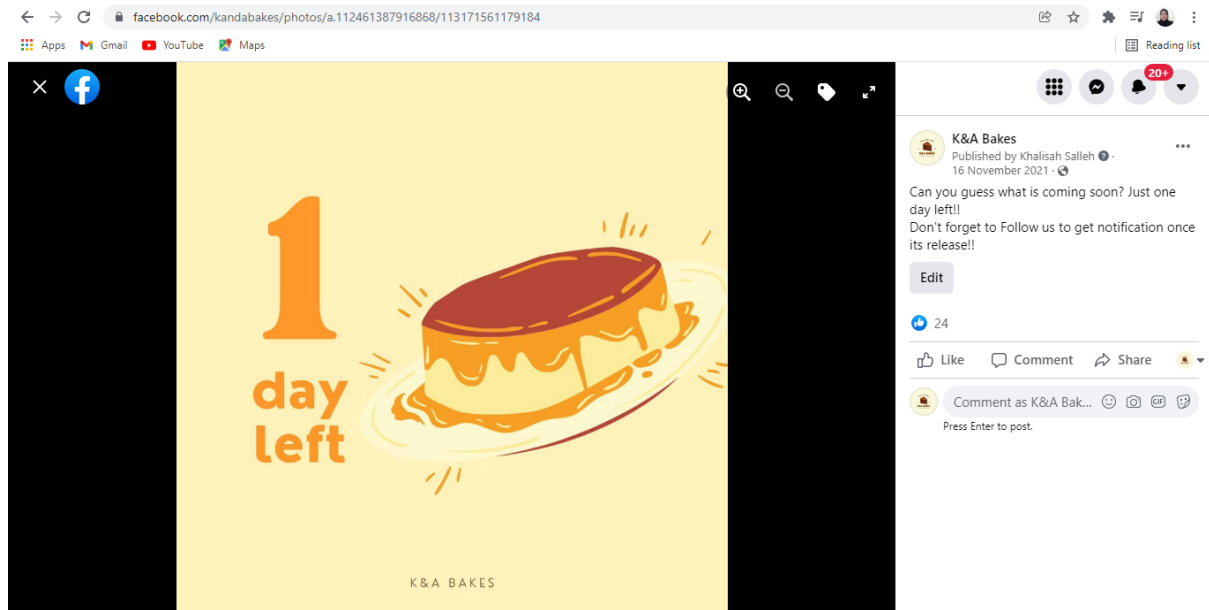 facebook.com/kandabakes/photos/a.112461387916868/113171561179184
Apps Gmail YouTube Maps Reading list
20+
1
day
left
K&A BAKES
K&A Bakes
Published by Khalisah Salleh ·
16 November 2021 ·
Can you guess what is coming soon? Just one
day left!!
Don't forget to Follow us to get notification once
its release!!
Edit
24
Like Comment Share
Comment as K&A Bak... GIF
Press Enter to post.